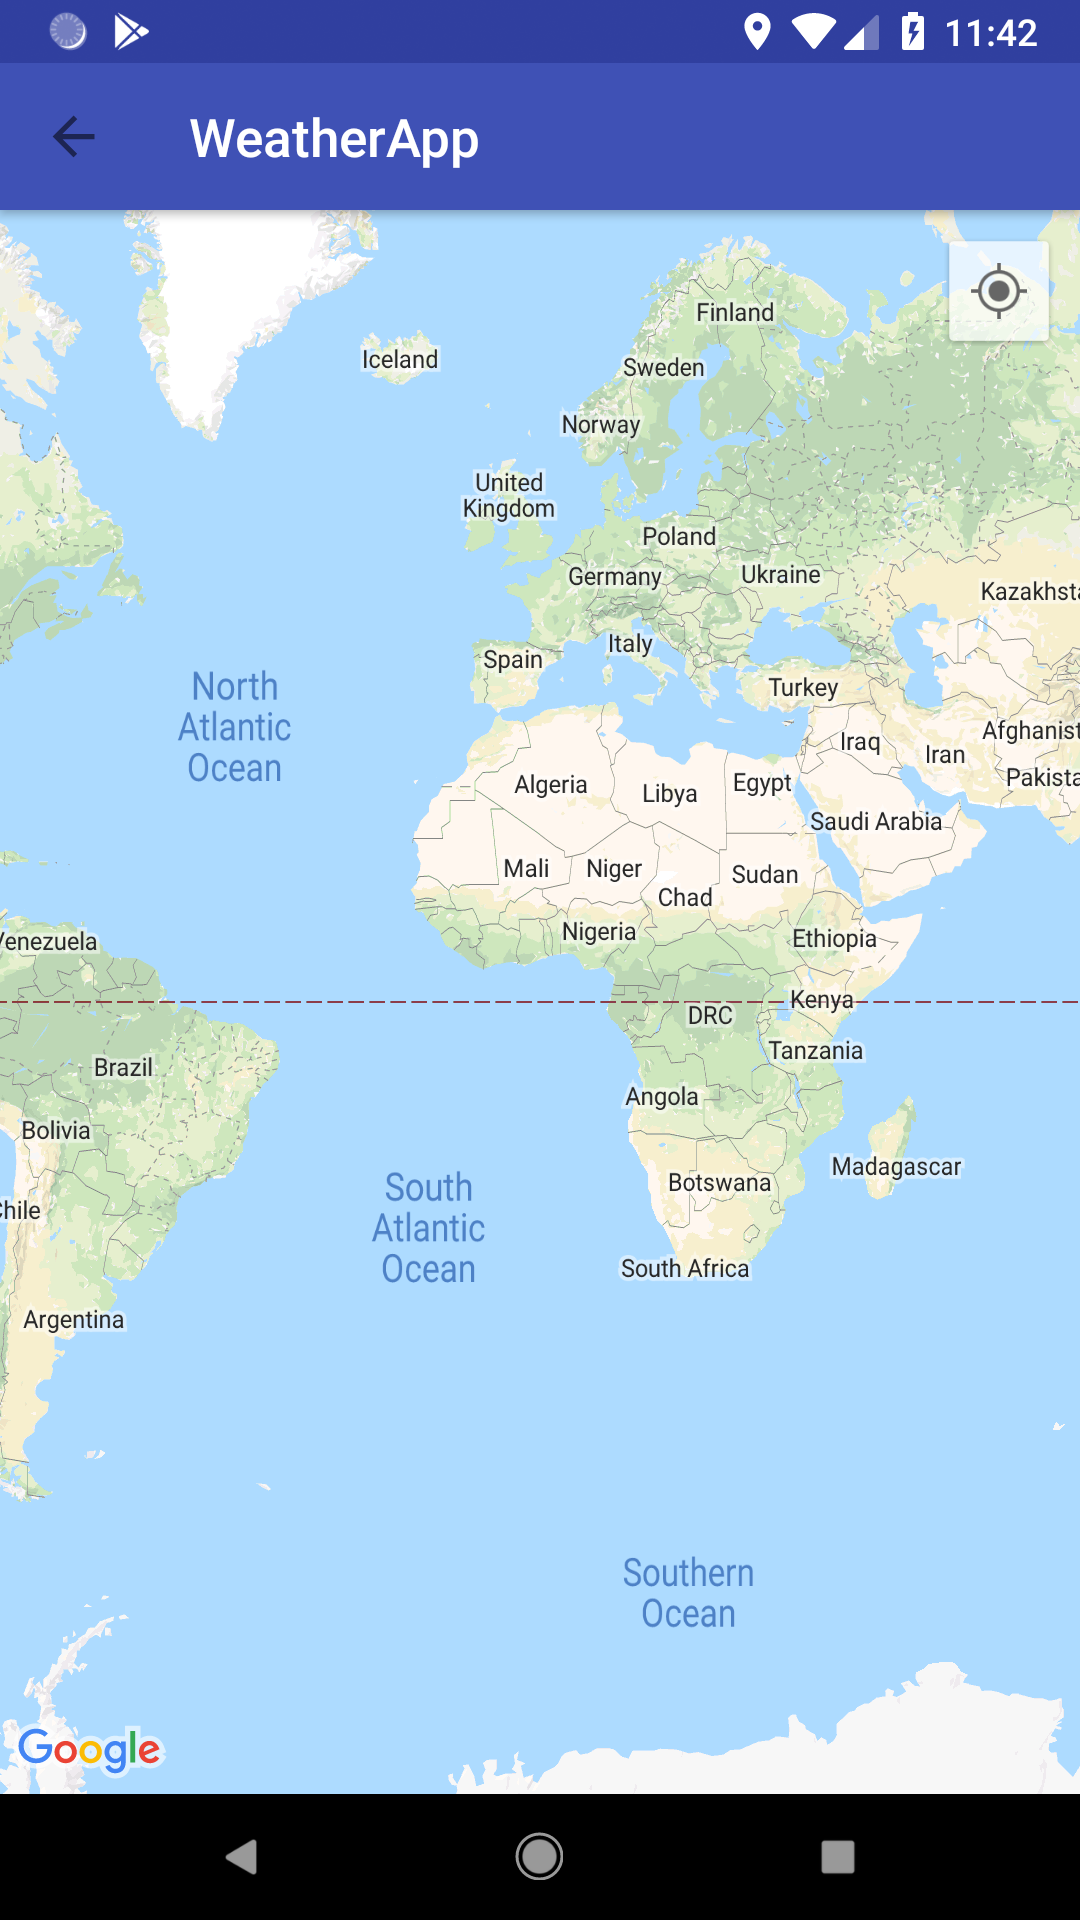 11:42
WeatherApp
Finland
Iceland
Sweden
Norway
United
Kingdom
Poland
Germany
Ukraine
Kazakhsta
Italy
Spain
North
Atlantic
Ocean
Turkey
Afghanist
Iraq
Iran
Pakista
Algeria
Libya
Egypt
Saudi Arabia
Mali
Niger
Sudan
Chad
Nigeria
Ethiopia
Venezuela
Kenya
DRC
Tanzania
Brazil
Angola
Bolivia
Madagascar
Botswana
South
Atlantic
Ocean
Chile
South Africa
Argentina
Southern
Ocean
Google